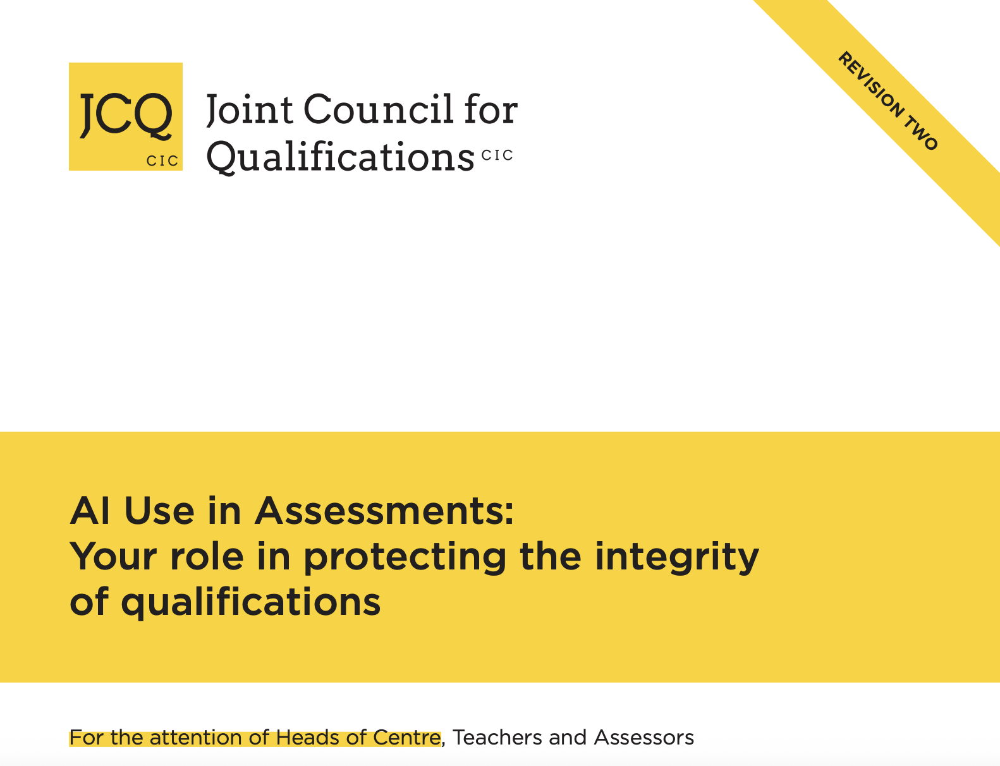 REVISION TWO
JCQ
CIC
Joint Council for
Qualifications CIC
AI Use in Assessments:
Your role in protecting the integrity
of qualifications
For the attention of Heads of Centre, Teachers and Assessors